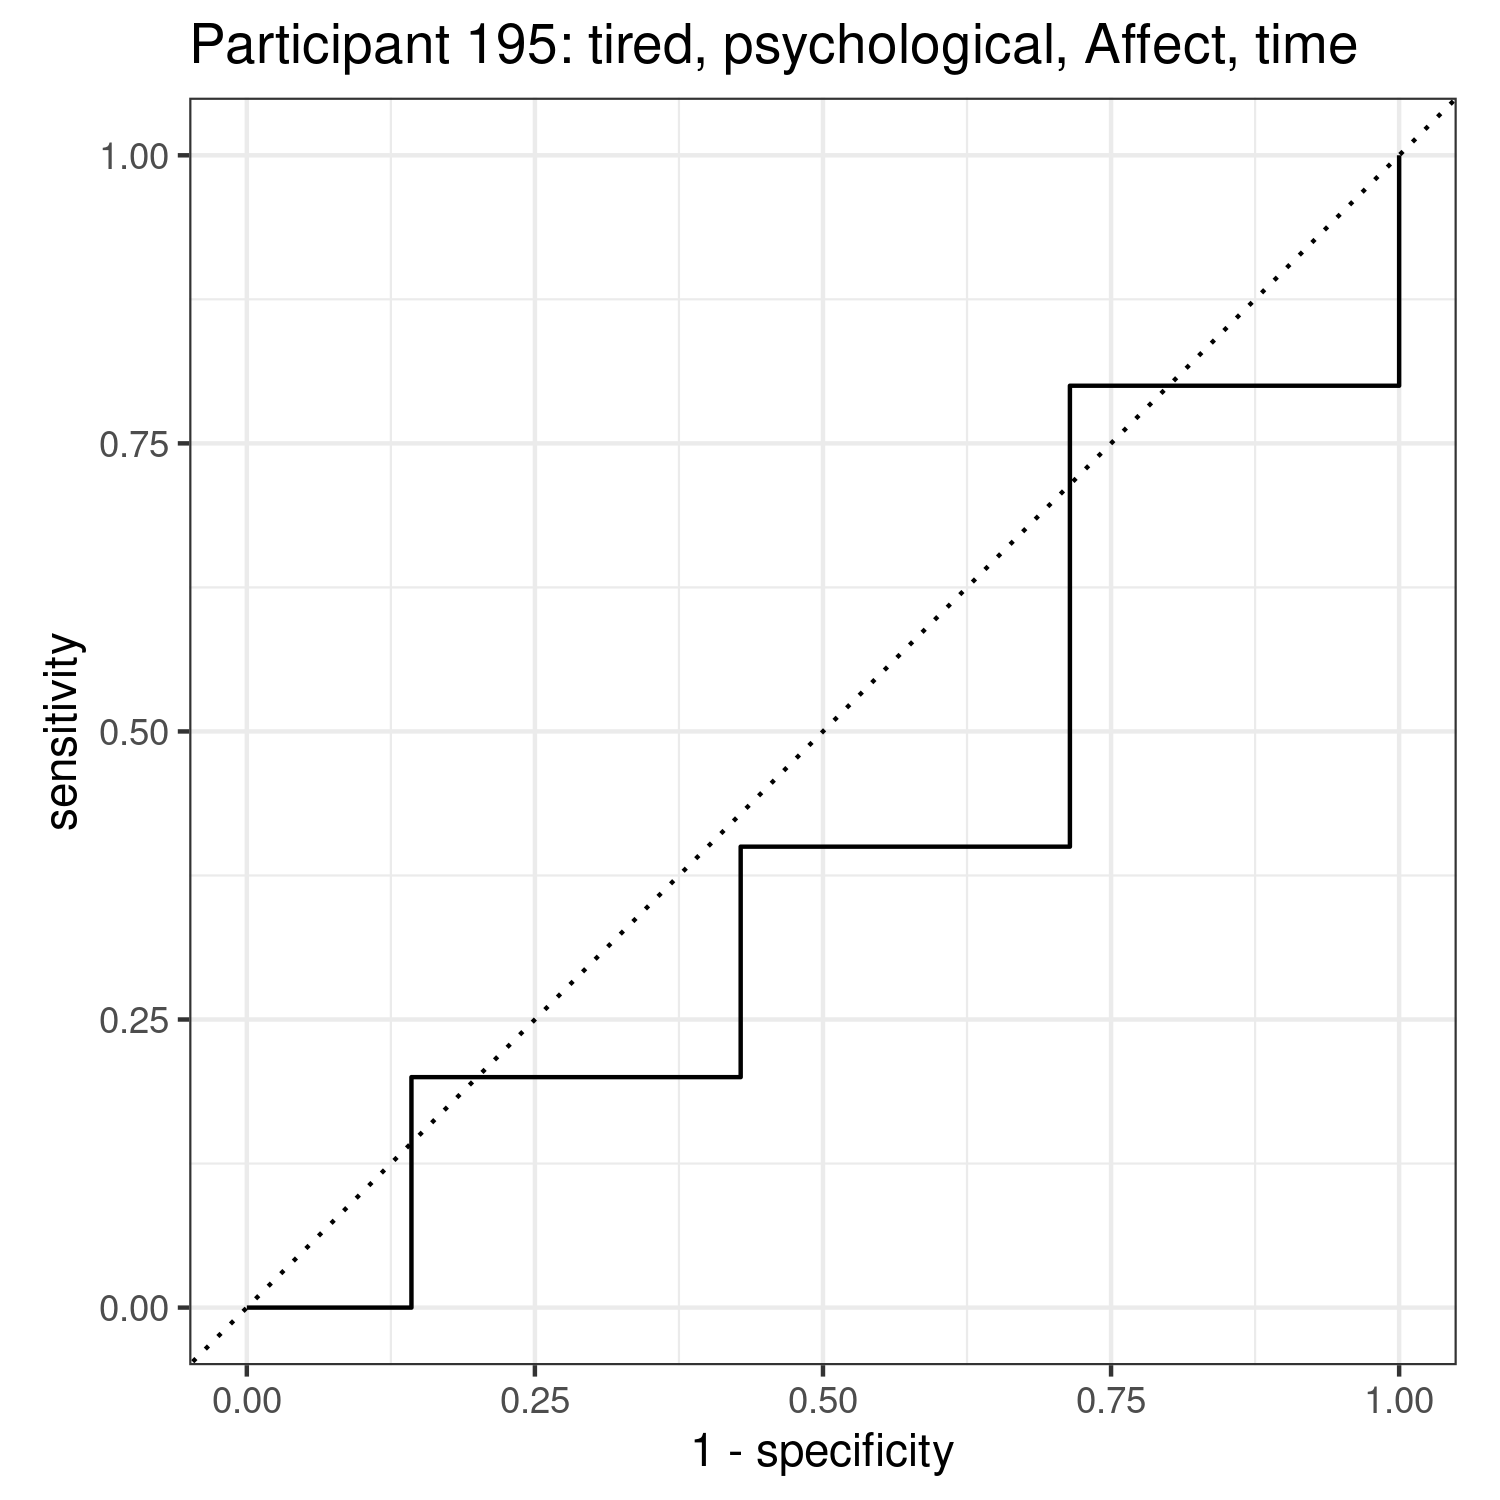 Participant 195: tired, psychological, Affect, time
1.00
0.75
0.50
0.25
0.00
sensitivity
0.00 0.25 0.50 0.75 1.00
1 - specificity